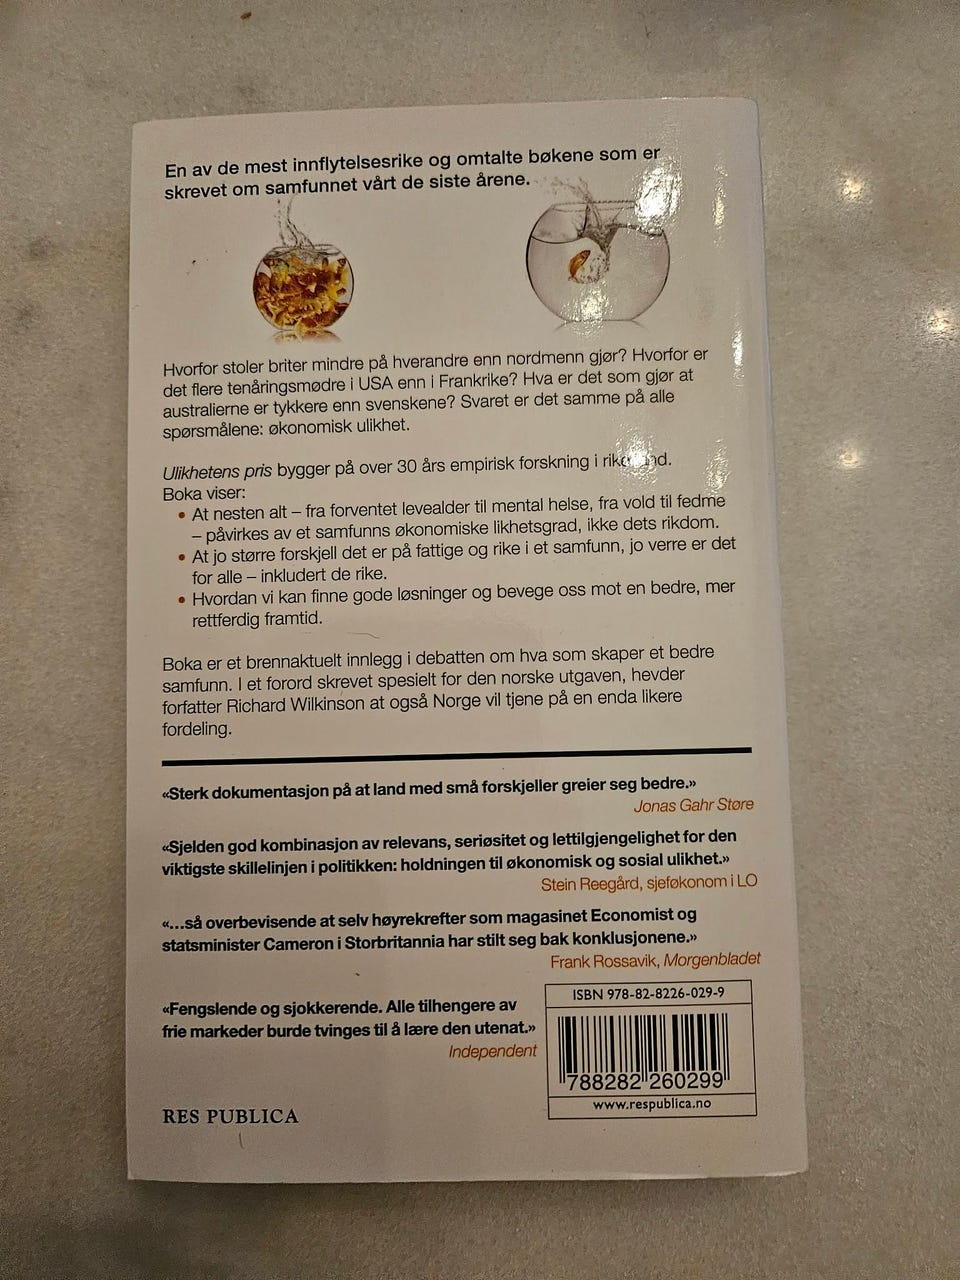 En av de mest innflytelsesrike og omtalte bøkene som er
skrevet om samfunnet vårt de siste årene.
Hvorfor stoler briter mindre på hverandre enn nordmenn gjør? Hvorfor er
det flere tenåringsmødre i USA enn i Frankrike? Hva er det som gjør at
australierne er tykkere enn svenskene? Svaret er det samme på alle
spørsmålene: økonomisk ulikhet.
Ulikhetens pris bygger på over 30 års empirisk forskning i
Boka viser:
• At nesten alt – fra forventet levealder til mental helse, fra vold til fedme
– påvirkes av et samfunns økonomiske likhetsgrad, ikke dets rikdom.
• At jo større forskjell det er på fattige og rike i et samfunn, jo verre er det
for alle – inkludert de rike.
• Hvordan vi kan finne gode løsninger og bevege oss mot en bedre, mer
rettferdig framtid.
Boka er et brennaktuelt innlegg i debatten om hva som skaper et bedre
samfunn. I et forord skrevet spesielt for den norske utgaven, hevder
forfatter Richard Wilkinson at også Norge vil tjene på en enda likere
fordeling.
«Sterk dokumentasjon på at land med små forskjeller greier seg bedre.»
Jonas Gahr Støre
«Sjelden god kombinasjon av relevans, seriøsitet og lettilgjengelighet for den
viktigste skillelinjen i politikken: holdningen til økonomisk og sosial ulikhet.»
Stein Reegård, sjeføkonom i LO
«...så overbevisende at selv høyrekrefter som magasinet Economist og
statsminister Cameron i Storbritannia har stilt seg bak konklusjonene.»
Frank Rossavik, Morgenbladet
«Fengslende og sjokkerende. Alle tilhengere av
frie markeder burde tvinges til å lære den utenat.»
Independent
ISBN 978-82-8226-029-9
788282 260299
www.respublica.no
RES PUBLICA